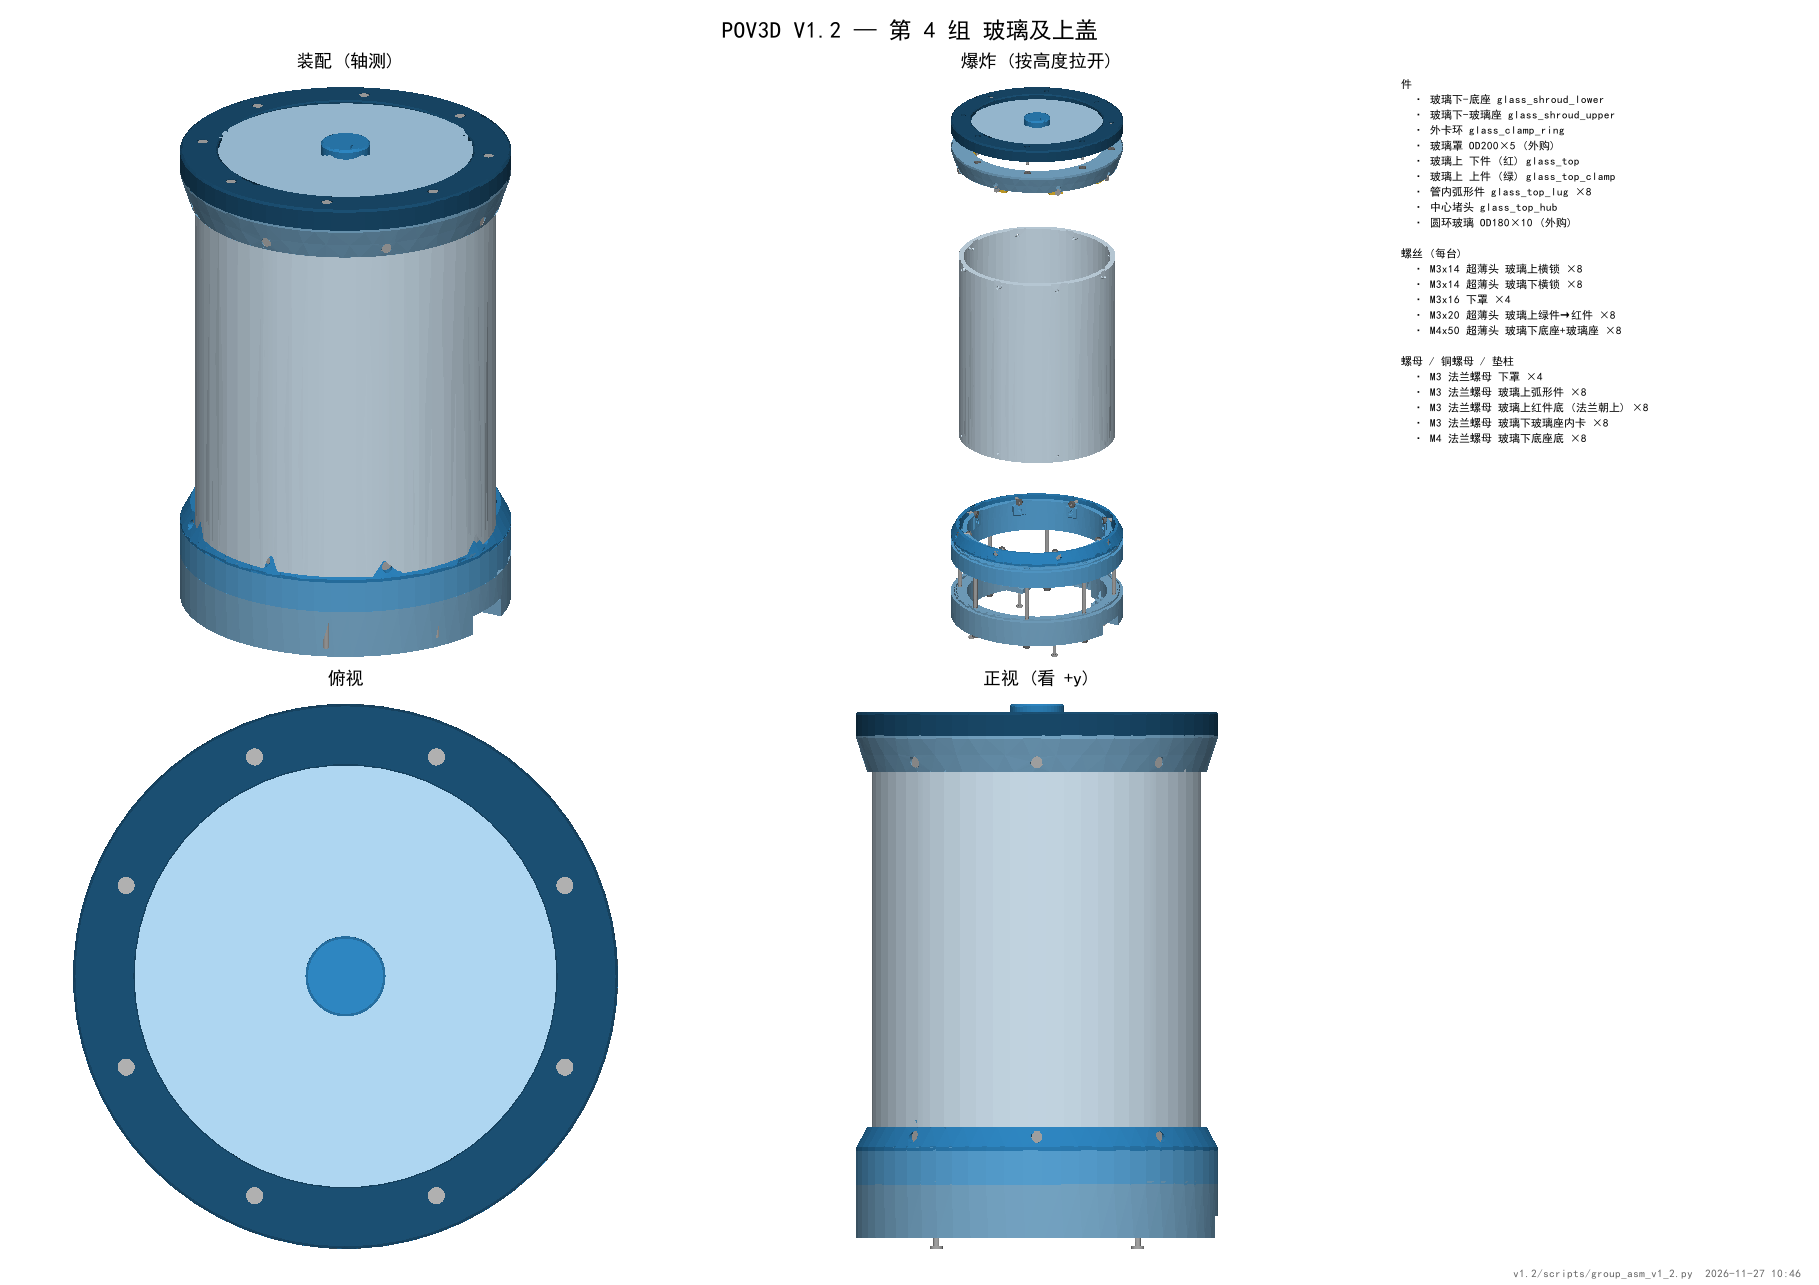 POV3D V1.2 — 第 4 组 玻璃及上盖
装配 (轴测)
爆炸 (按高度拉开)
件
· 玻璃下-底座 glass_shroud_lower
· 玻璃下-玻璃座 glass_shroud_upper
· 外卡环 glass_clamp_ring
· 玻璃罩 OD200×5 (外购)
· 玻璃上 下件 (红) glass_top
· 玻璃上 上件 (绿) glass_top_clamp
· 管内弧形件 glass_top_lug ×8
· 中心堵头 glass_top_hub
· 圆环玻璃 OD180×10 (外购)
螺丝 (每台)
· M3x14 超薄头 玻璃上横锁 ×8
· M3x14 超薄头 玻璃下横锁 ×8
· M3x16 下罩 ×4
· M3x20 超薄头 玻璃上绿件→红件 ×8
· M4x50 超薄头 玻璃下底座+玻璃座 ×8
螺母 / 铜螺母 / 垫柱
· M3 法兰螺母 下罩 ×4
· M3 法兰螺母 玻璃上弧形件 ×8
· M3 法兰螺母 玻璃上红件底 (法兰朝上) ×8
· M3 法兰螺母 玻璃下玻璃座内卡 ×8
· M4 法兰螺母 玻璃下底座底 ×8
俯视
正视 (看 +y)
v1.2/scripts/group_asm_v1_2.py 2026-11-27 10:46